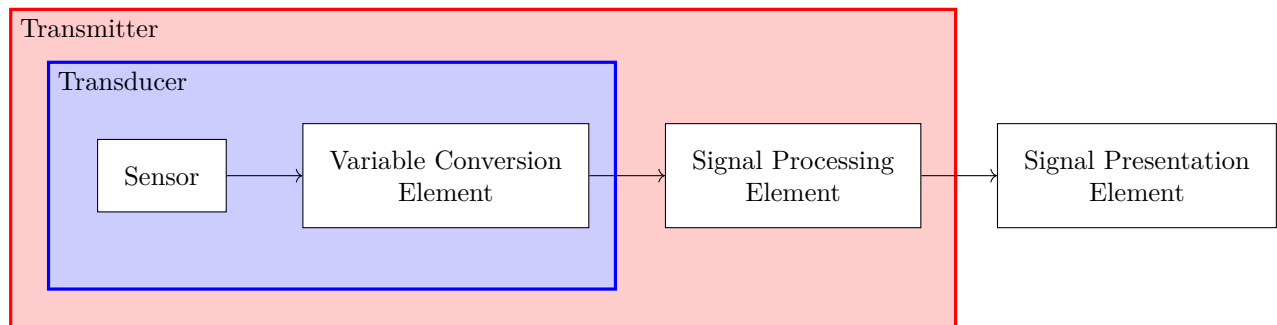 Transmitter
Transducer
Sensor
Variable Conversion
Element
Signal Processing
Element
Signal Presentation
Element